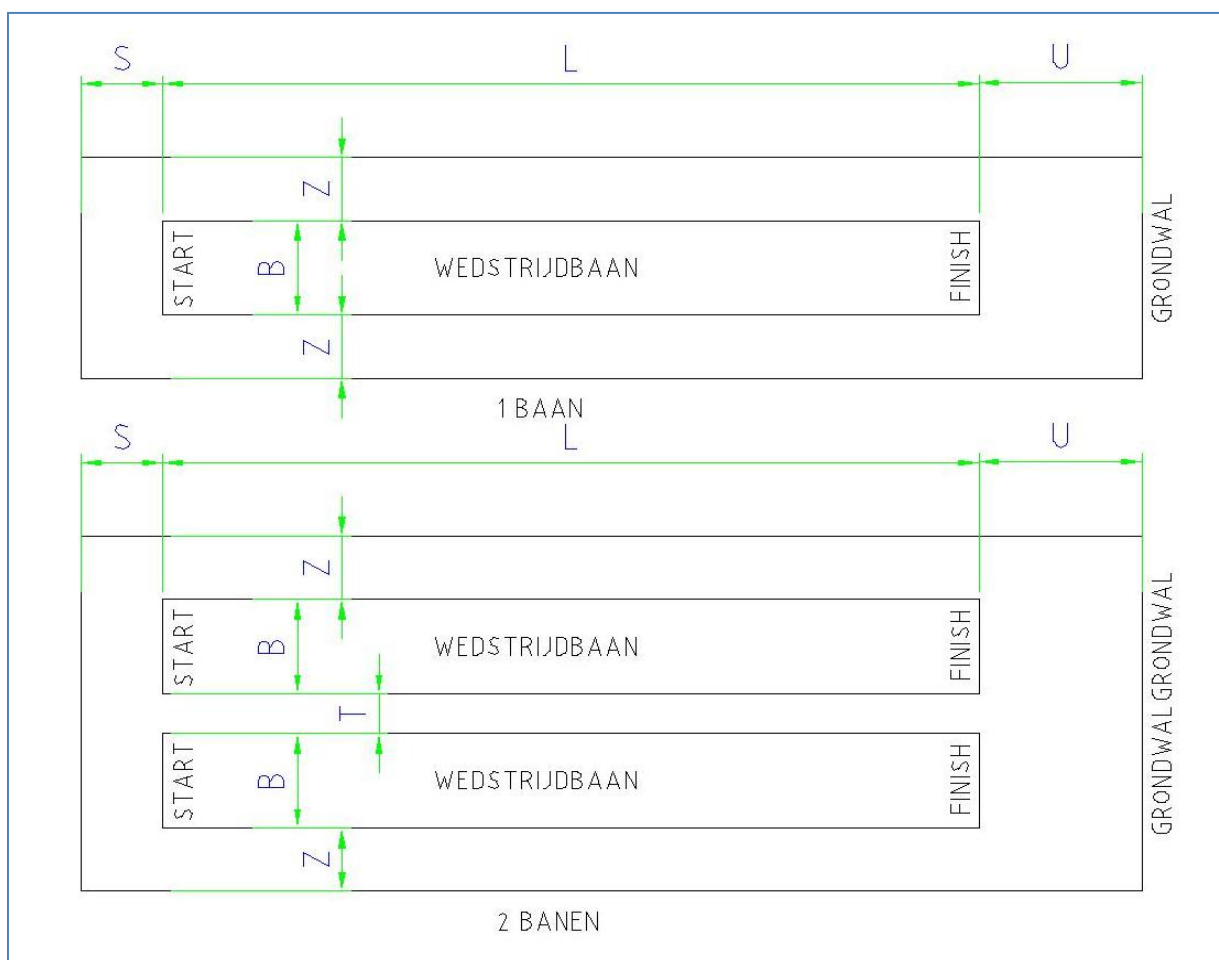 S L U
Z
START B WEDSTRIJDBAAN FINISH
Z
GRONDWAL
1 BAAN
S L U
Z
START B WEDSTRIJDBAAN FINISH
T
START B WEDSTRIJDBAAN FINISH
Z
GRONDWAL GRONDWAL
2 BANEN